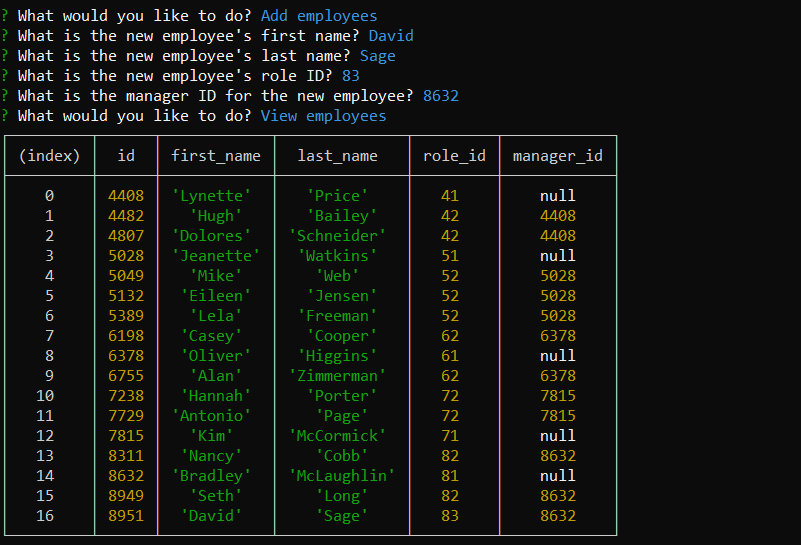 ? What would you like to do? Add employees
? What is the new employee's first name? David
? What is the new employee's last name? Sage
? What is the new employee's role ID? 83
? What is the manager ID for the new employee? 8632
? What would you like to do? View employees
(index) id first_name last_name role_id manager_id
0 4408 'Lynette' 'Price' 41 null
1 4482 'Hugh' 'Bailey' 42 4408
2 4807 'Dolores' 'Schneider' 42 4408
3 5028 'Jeanette' 'Watkins' 51 null
4 5049 'Mike' 'Web' 52 5028
5 5132 'Eileen' 'Jensen' 52 5028
6 5389 'Lela' 'Freeman' 52 5028
7 6198 'Casey' 'Cooper' 62 6378
8 6378 'Oliver' 'Higgins' 61 null
9 6755 'Alan' 'Zimmerman' 62 6378
10 7238 'Hannah' 'Porter' 72 7815
11 7729 'Antonio' 'Page' 72 7815
12 7815 'Kim' 'McCormick' 71 null
13 8311 'Nancy' 'Cobb' 82 8632
14 8632 'Bradley' 'McLaughlin' 81 null
15 8949 'Seth' 'Long' 82 8632
16 8951 'David' 'Sage' 83 8632